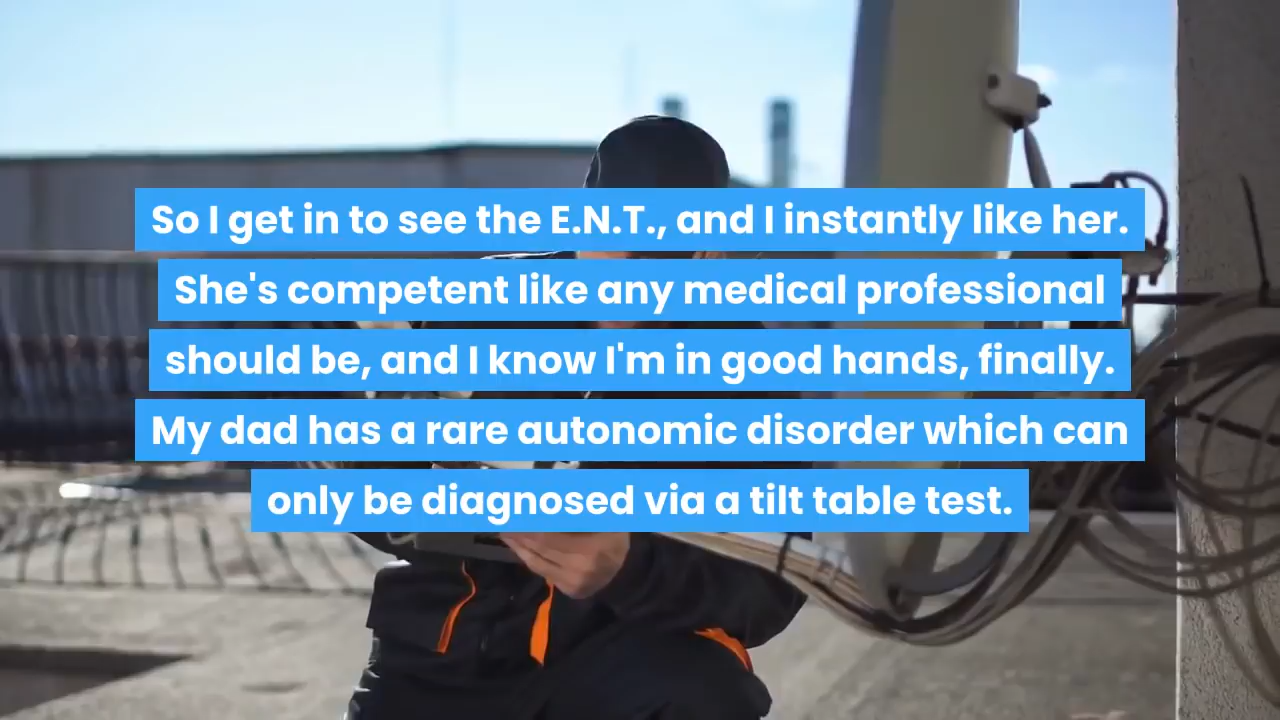 So I get in to see the E.N.T., and I instantly like her.
She's competent like any medical professional
should be, and I know I'm in good hands, finally.
My dad has a rare autonomic disorder which can
only be diagnosed via a tilt table test.